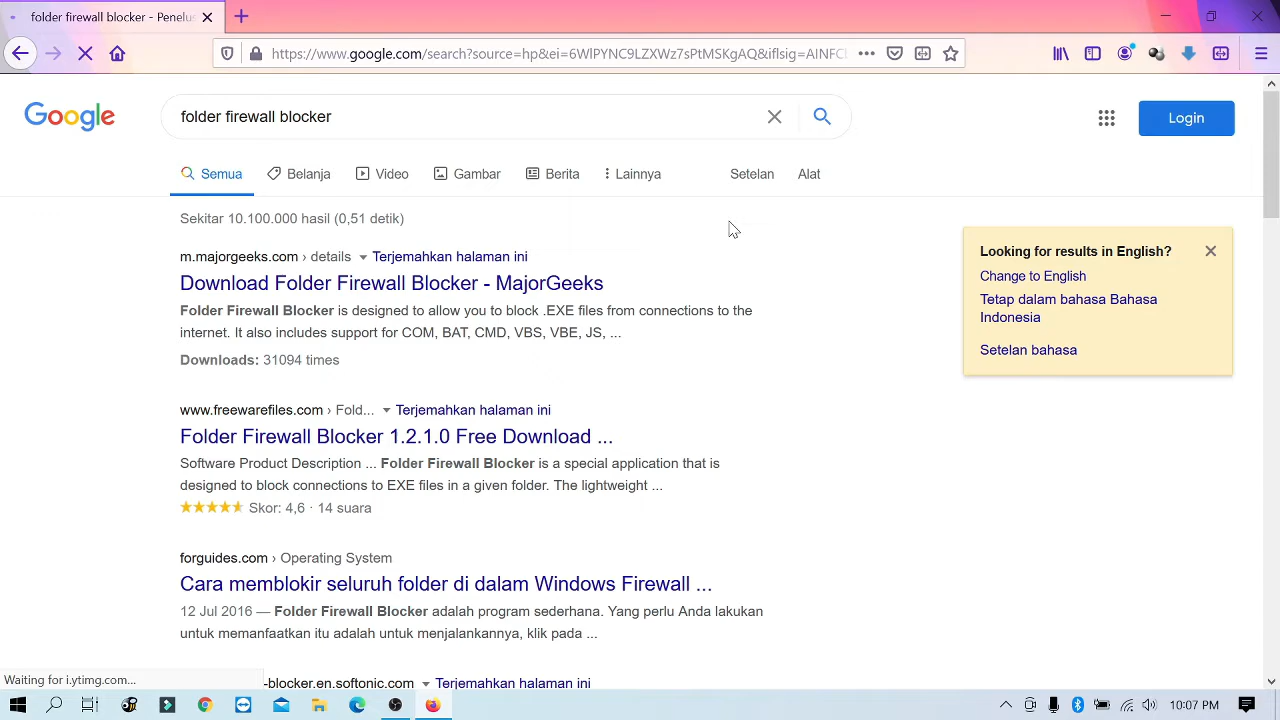 folder firewall blocker - Penelus
https://www.google.com/search?source=hp&ei=6WlPYNC9LZXWz7sPtMSKgAQ&iflsig=AINFC
Google
folder firewall blocker
Login
Semua Belanja Video Gambar Berita Lainnya Setelan Alat
Sekitar 10.100.000 hasil (0,51 detik)
m.majorgeeks.com › details Terjemahkan halaman ini
Download Folder Firewall Blocker - MajorGeeks
Folder Firewall Blocker is designed to allow you to block .EXE files from connections to the
internet. It also includes support for COM, BAT, CMD, VBS, VBE, JS, ...
Downloads: 31094 times
Looking for results in English?
Change to English
Tetap dalam bahasa Bahasa
Indonesia
Setelan bahasa
www.freewarefiles.com › Fold... Terjemahkan halaman ini
Folder Firewall Blocker 1.2.1.0 Free Download ...
Software Product Description ... Folder Firewall Blocker is a special application that is
designed to block connections to EXE files in a given folder. The lightweight ...
Skor: 4,6 · 14 suara
forguides.com › Operating System
Cara memblokir seluruh folder di dalam Windows Firewall ...
12 Jul 2016 — Folder Firewall Blocker adalah program sederhana. Yang perlu Anda lakukan
untuk memanfaatkan itu adalah untuk menjalankannya, klik pada ...
-blocker.en.softonic.com Terjemahkan halaman ini
Waiting for i.ytimg.com...
10:07 PM